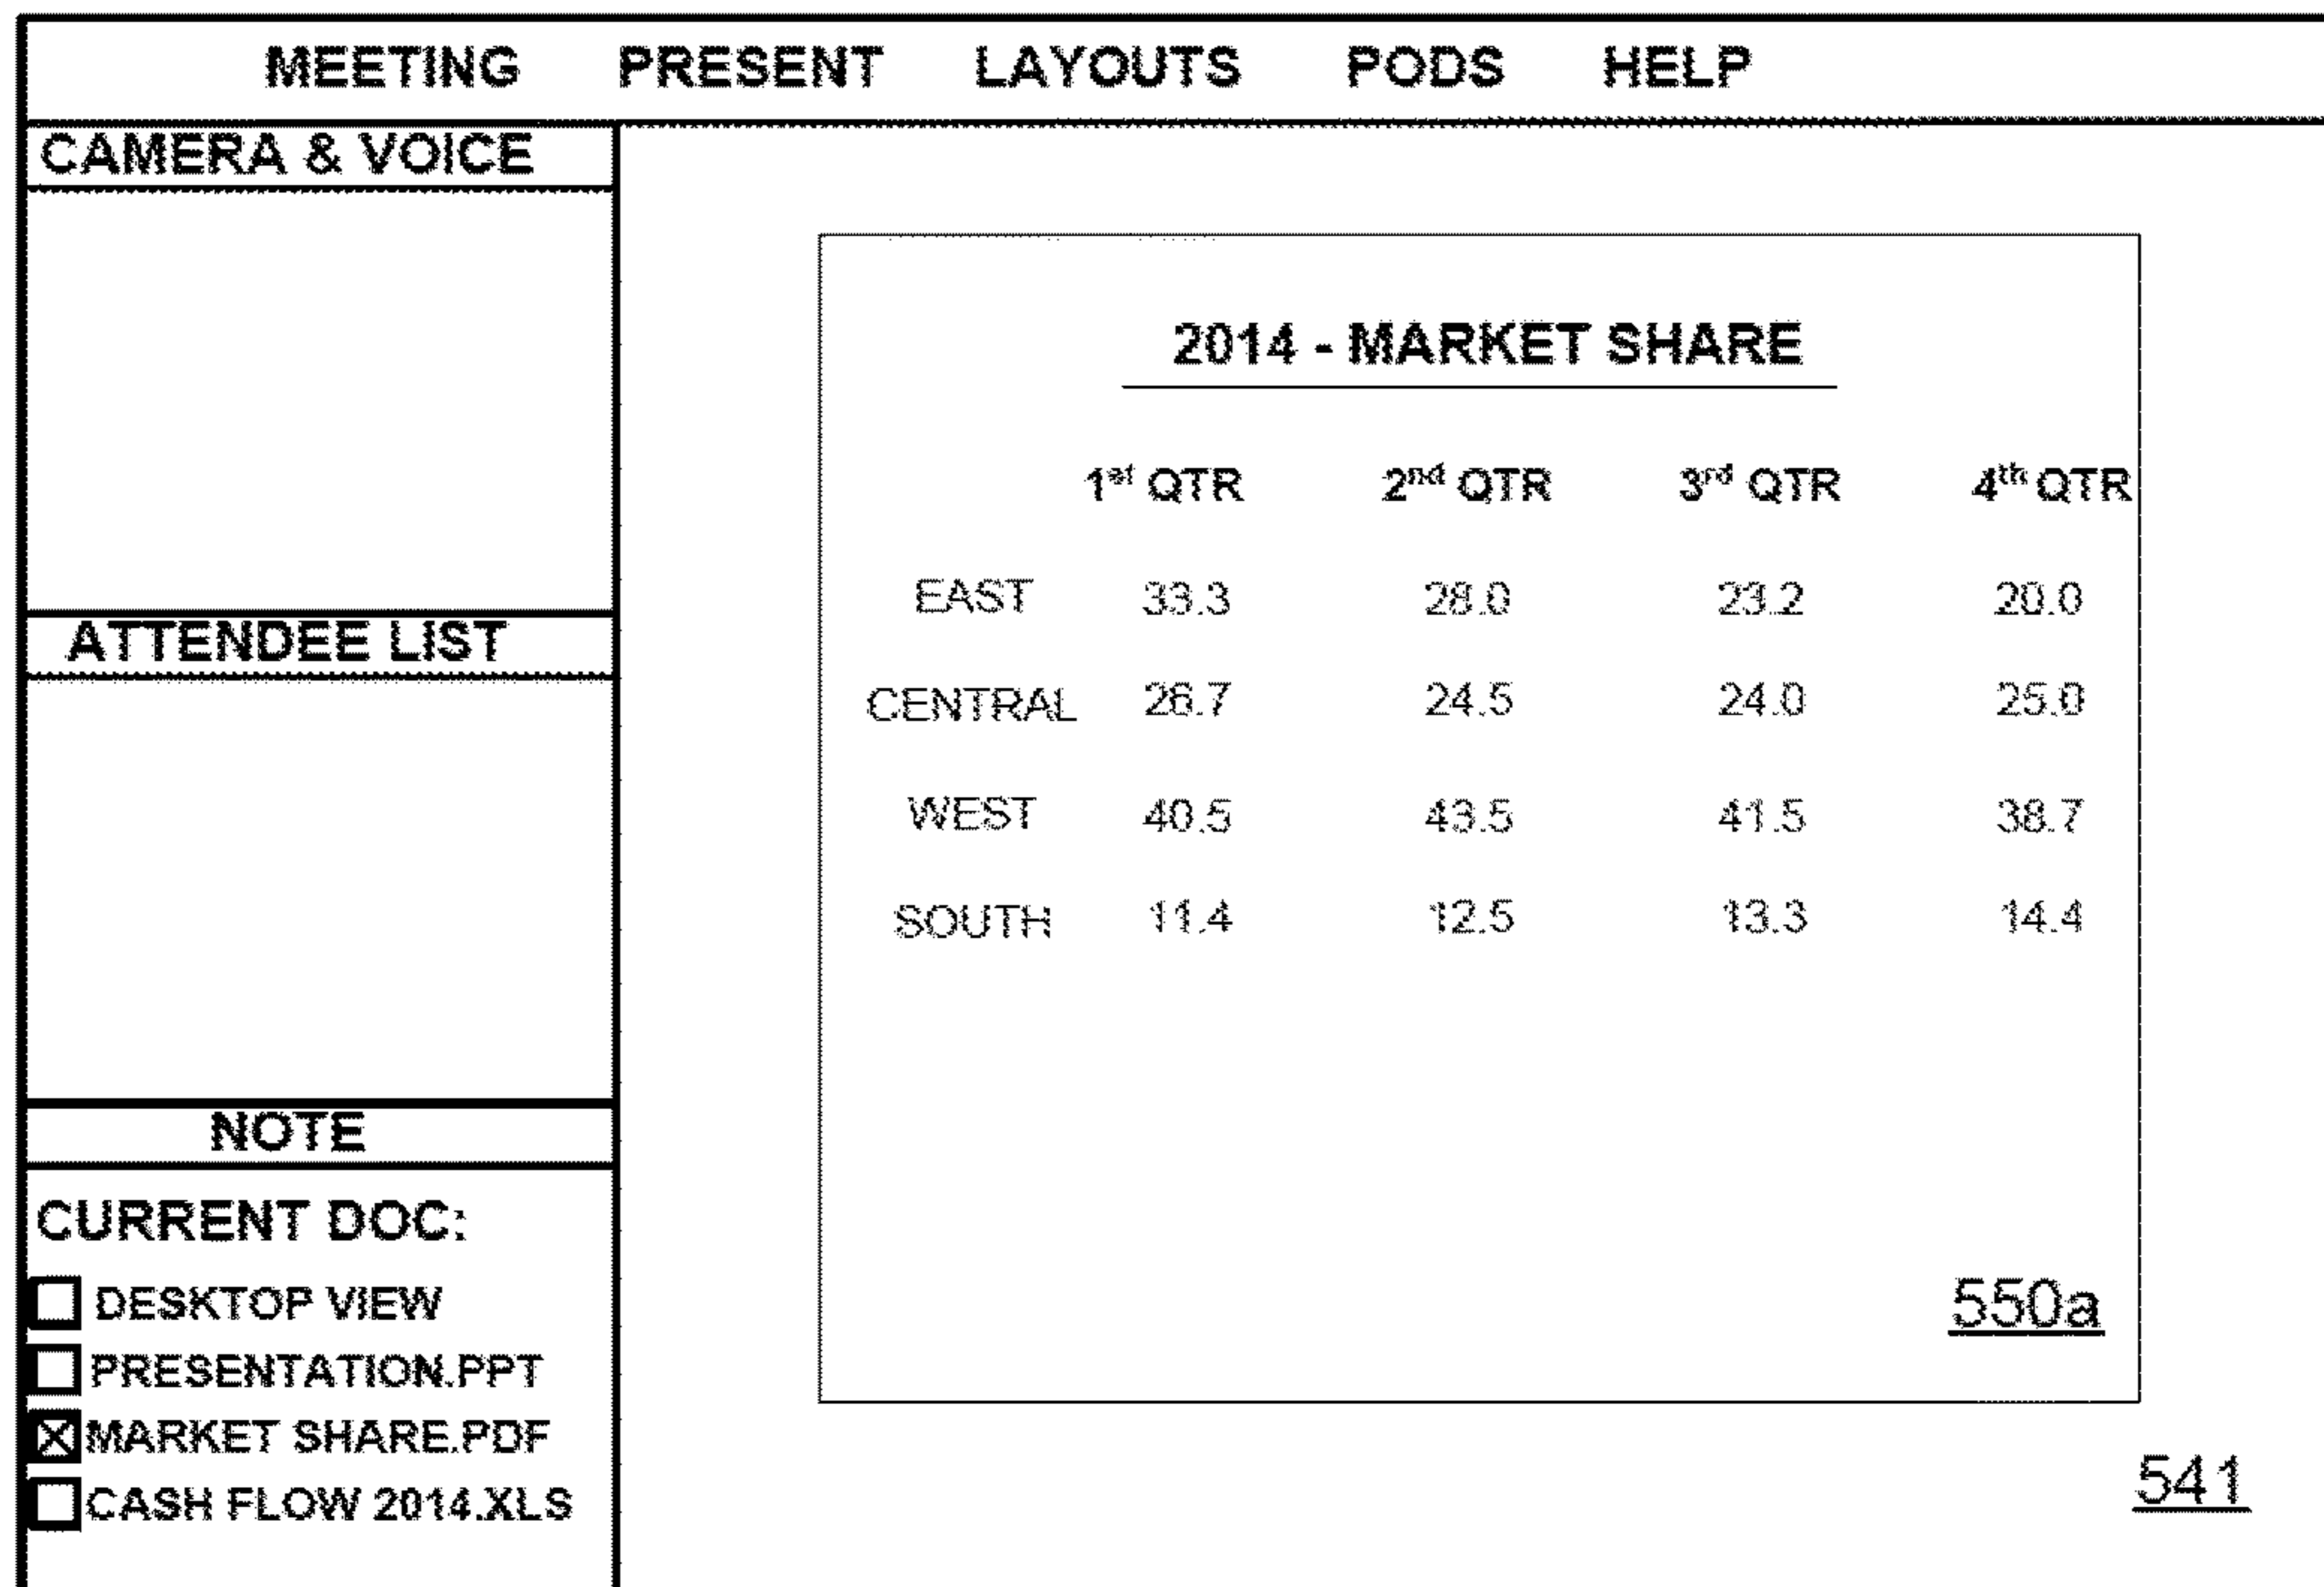 MEETING PRESENT LAYOUTS PODS HELP
CAMERA & VOICE
ATTENDEE LIST
NOTE
CURRENT DOC:
DESKTOP VIEW
PRESENTATION.PPT
MARKET SHARE.PDF
CASH FLOW 2014.XLS
2014 - MARKET SHARE
1st QTR 2nd QTR 3rd QTR 4th QTR
EAST 33.3 28.0 23.2 20.0
CENTRAL 26.7 24.5 24.0 25.0
WEST 40.5 43.5 41.5 38.7
SOUTH 11.4 12.5 13.3 14.4
550a
541